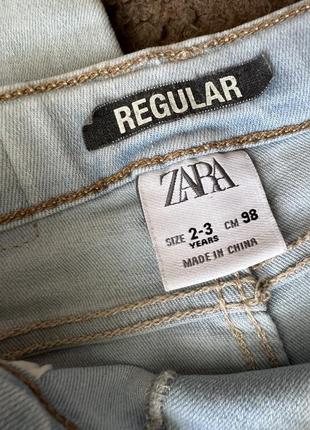 REGULAR
ZARA
SIZE 2-3 CM 98
YEARS
MADE IN CHINA